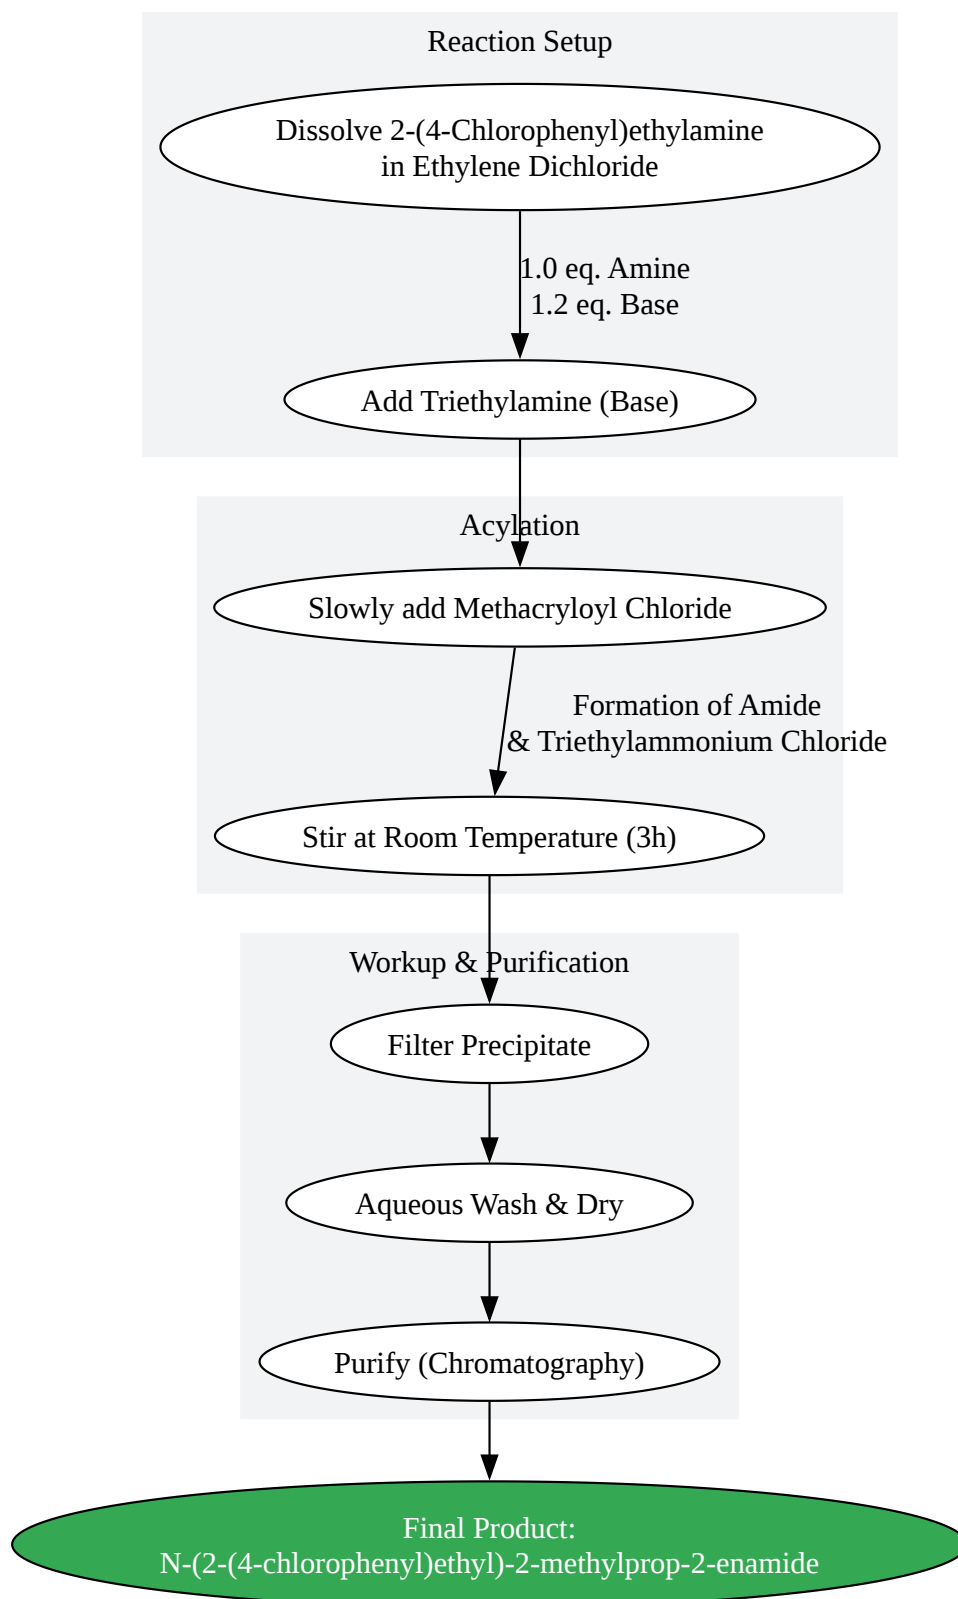 Reaction Setup
Dissolve 2-(4-Chlorophenyl)ethylamine
in Ethylene Dichloride
1.0 eq. Amine
1.2 eq. Base
Add Triethylamine (Base)
Acylation
Slowly add Methacryloyl Chloride
Formation of Amide
& Triethylammonium Chloride
Stir at Room Temperature (3h)
Workup & Purification
Filter Precipitate
Aqueous Wash & Dry
Purify (Chromatography)
Final Product:
N-(2-(4-chlorophenyl)ethyl)-2-methylprop-2-enamide